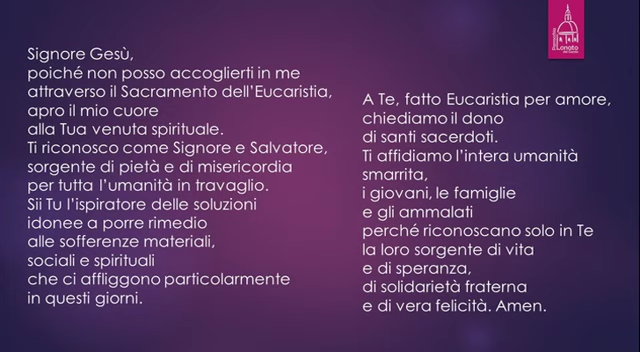 Signore Gesù,
poiché non posso accoglierti in me
attraverso il Sacramento dell'Eucaristia,
apro il mio cuore
alla Tua venuta spirituale.
Ti riconosco come Signore e Salvatore,
sorgente di pietà e di misericordia
per tutta l'umanità in travaglio.
Sii Tu l'ispiratore delle soluzioni
idonee a porre rimedio
alle sofferenze materiali,
sociali e spirituali
che ci affliggono particolarmente
in questi giorni.
A Te, fatto Eucaristia per amore,
chiediamo il dono
di santi sacerdoti.
Ti affidiamo l'intera umanità
smarrita,
i giovani, le famiglie
e gli ammalati
perché riconoscano solo in Te
la loro sorgente di vita
e di speranza,
di solidarietà fraterna
e di vera felicità. Amen.
Lonato